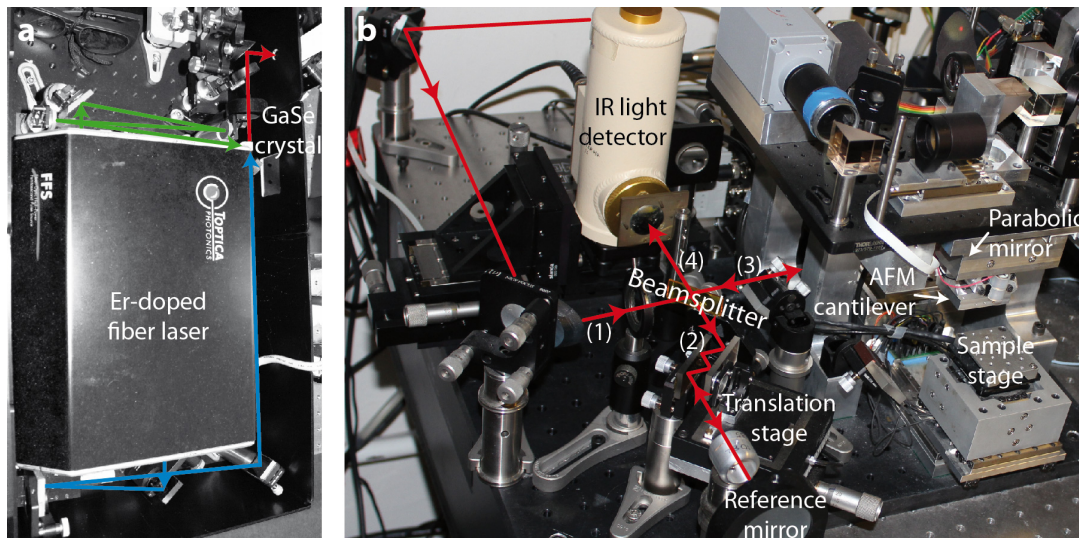 a
GaSe
crystal
FFS
TOPTICA
PHOTONICS
Er-doped
fiber laser
b
IR light
detector
(4)
(3)
Beamsplitter
(1)
(2)
Parabolic
mirror
AFM
cantilever
Sample
stage
Translation
stage
Reference
mirror